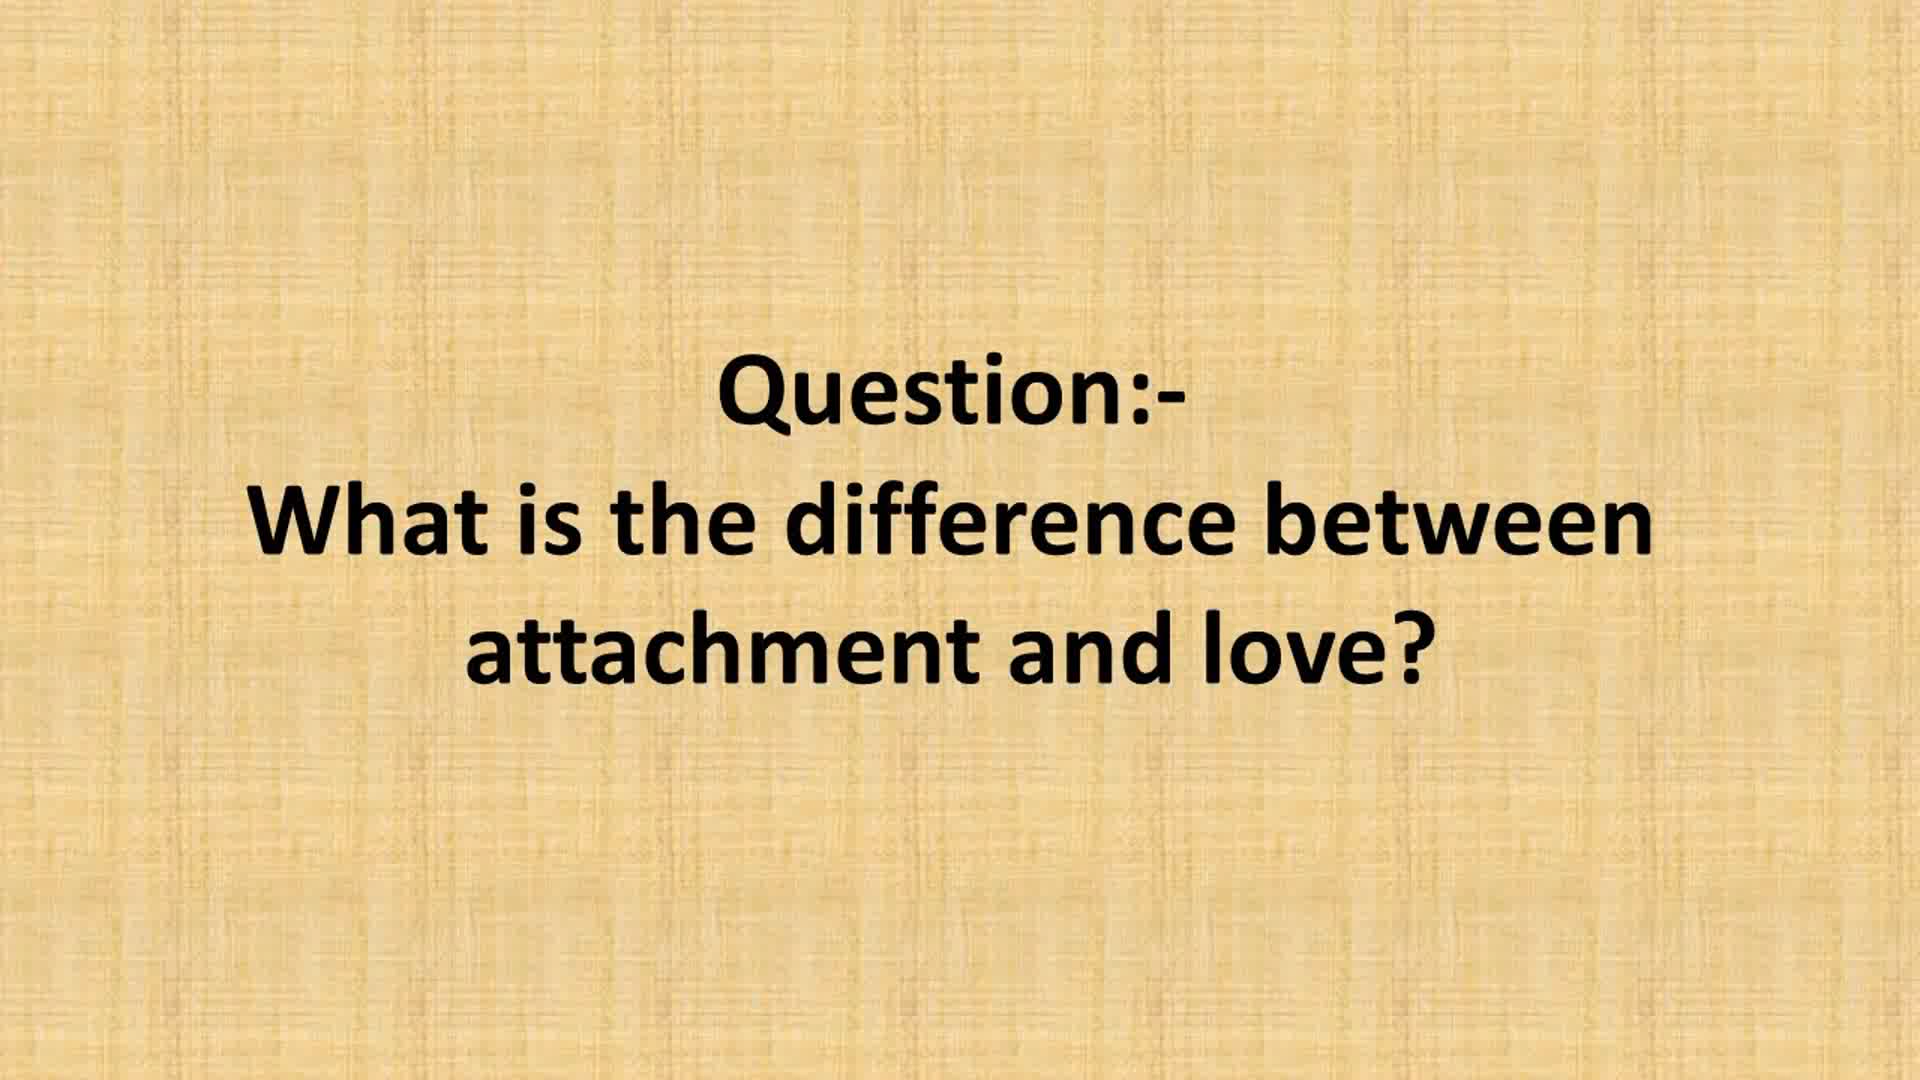 Question:-
What is the difference between
attachment and love?